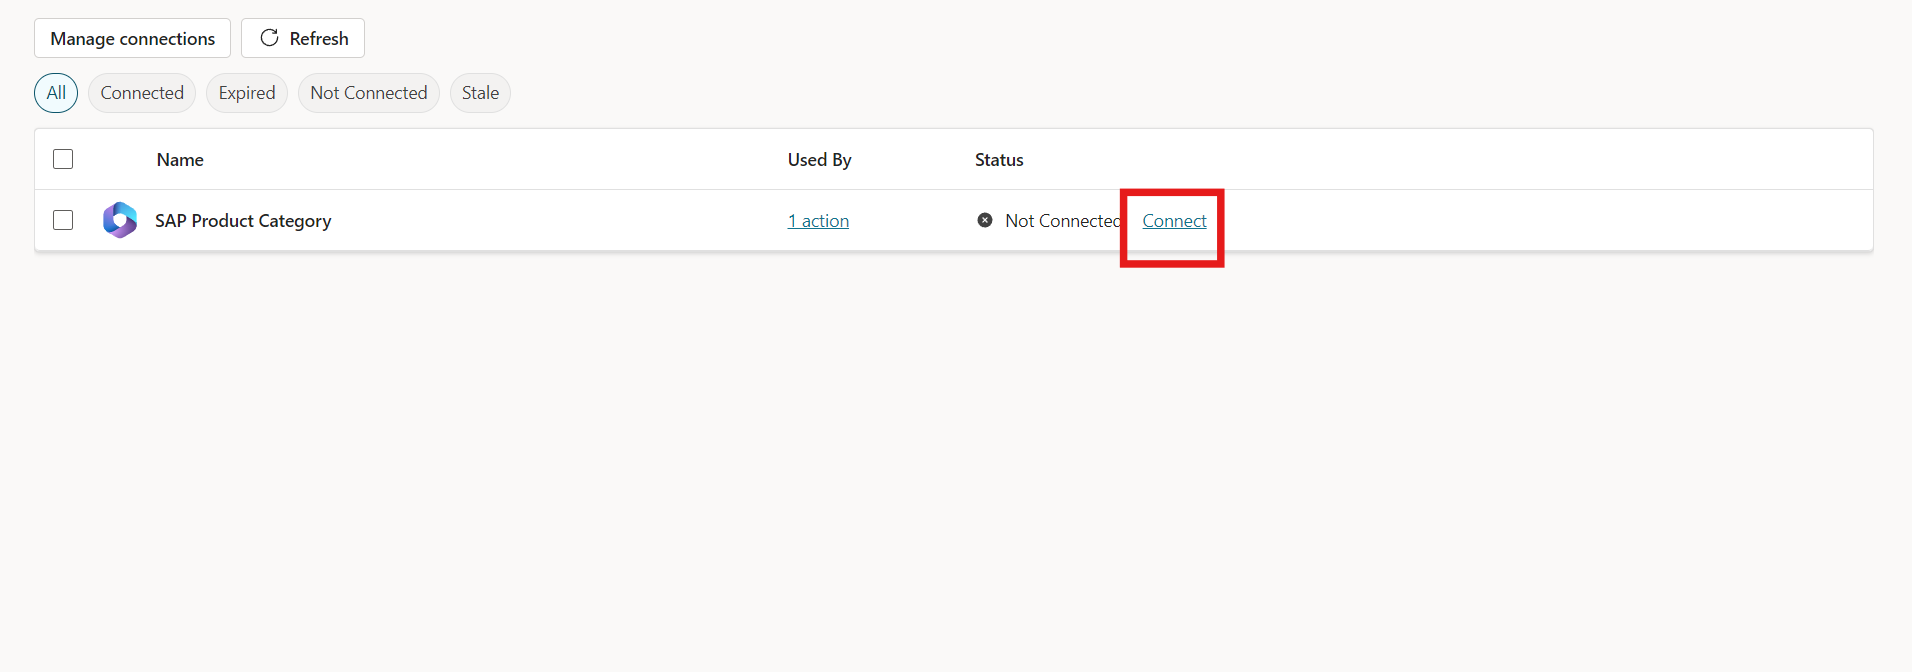 Manage connections Refresh
All Connected Expired Not Connected Stale
Name Used By Status
SAP Product Category 1 action Not Connected Connect